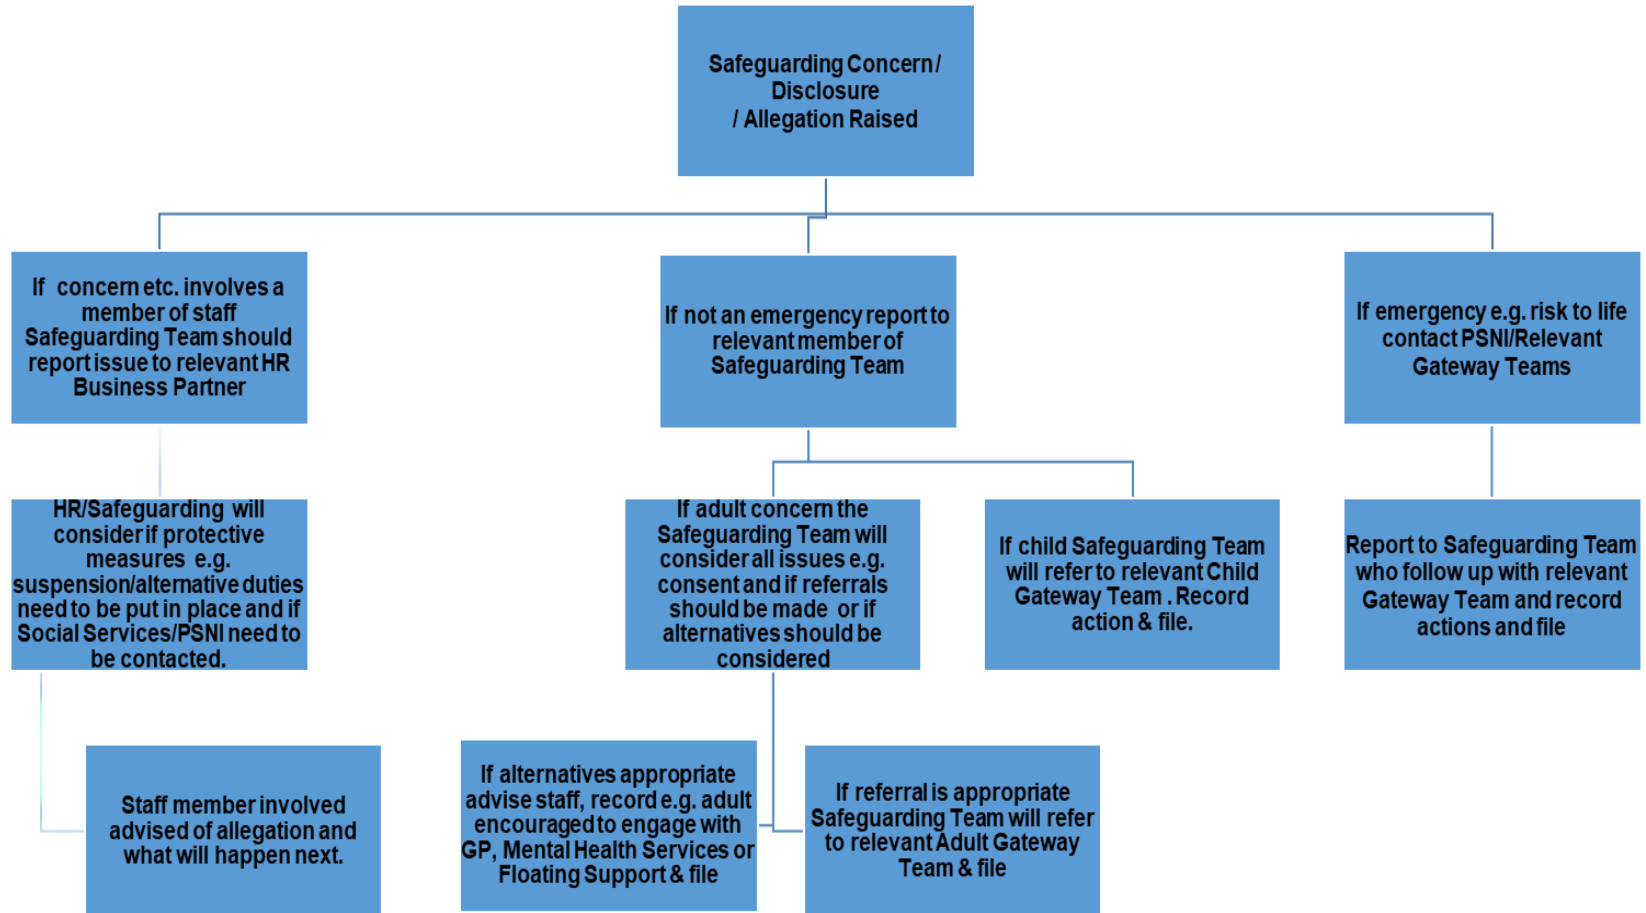 Safeguarding Concern /
Disclosure
/ Allegation Raised
If concern etc. involves a
member of staff
Safeguarding Team should
report issue to relevant HR
Business Partner
If not an emergency report to
relevant member of
Safeguarding Team
If emergency e.g. risk to life
contact PSNI/Relevant
Gateway Teams
HR/Safeguarding will
consider if protective
measures e.g.
suspension/alternative duties
need to be put in place and if
Social Services/PSNI need to
be contacted.
If adult concern the
Safeguarding Team will
consider all issues e.g.
consent and if referrals
should be made or if
alternatives should be
considered
If child Safeguarding Team
will refer to relevant Child
Gateway Team . Record
action & file.
Report to Safeguarding Team
who follow up with relevant
Gateway Team and record
actions and file
Staff member involved
advised of allegation and
what will happen next.
If alternatives appropriate
advise staff, record e.g. adult
encouraged to engage with
GP, Mental Health Services or
Floating Support & file
If referral is appropriate
Safeguarding Team will refer
to relevant Adult Gateway
Team & file